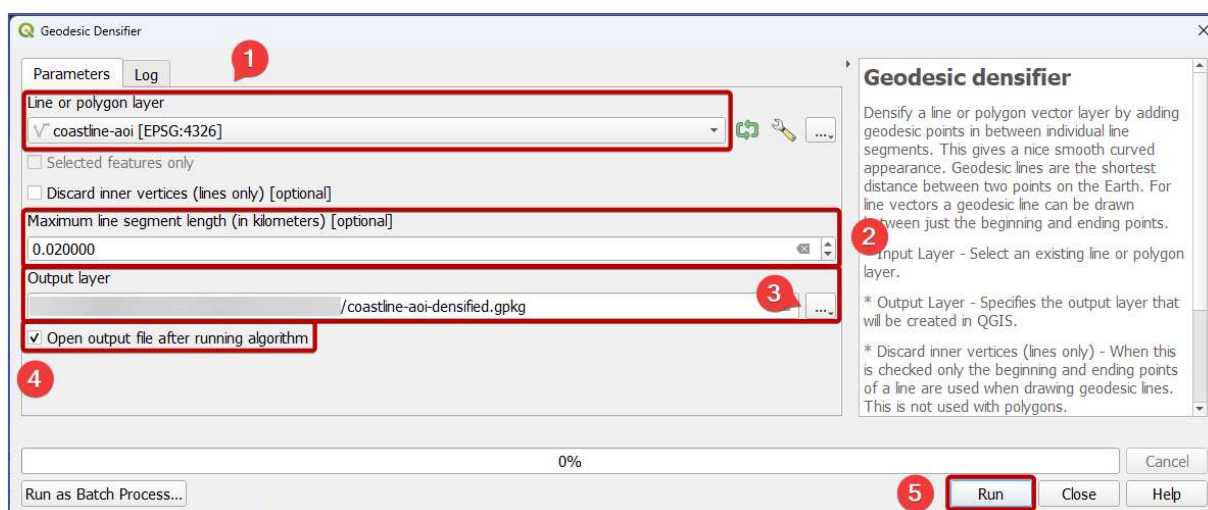 Geodesic Densifier
1
Parameters
Log
Line or polygon layer
coastline-aoi [EPSG:4326]
...
Selected features only
Discard inner vertices (lines only) [optional]
Maximum line segment length (in kilometers) [optional]
2
0.020000
Output layer
3
/coastline-aoi-densified.gpkg
...
Open output file after running algorithm
4
Geodesic densifier
Densify a line or polygon vector layer by adding
geodesic points in between individual line
segments. This gives a nice smooth curved
appearance. Geodesic lines are the shortest
distance between two points on the Earth. For
line vectors a geodesic line can be drawn
between just the beginning and ending points.
* Input Layer - Select an existing line or polygon
layer.
* Output Layer - Specifies the output layer that
will be created in QGIS.
* Discard inner vertices (lines only) - When this
is checked only the beginning and ending points
of a line are used when drawing geodesic lines.
This is not used with polygons.
0%
Cancel
Run as Batch Process...
5
Run
Close
Help